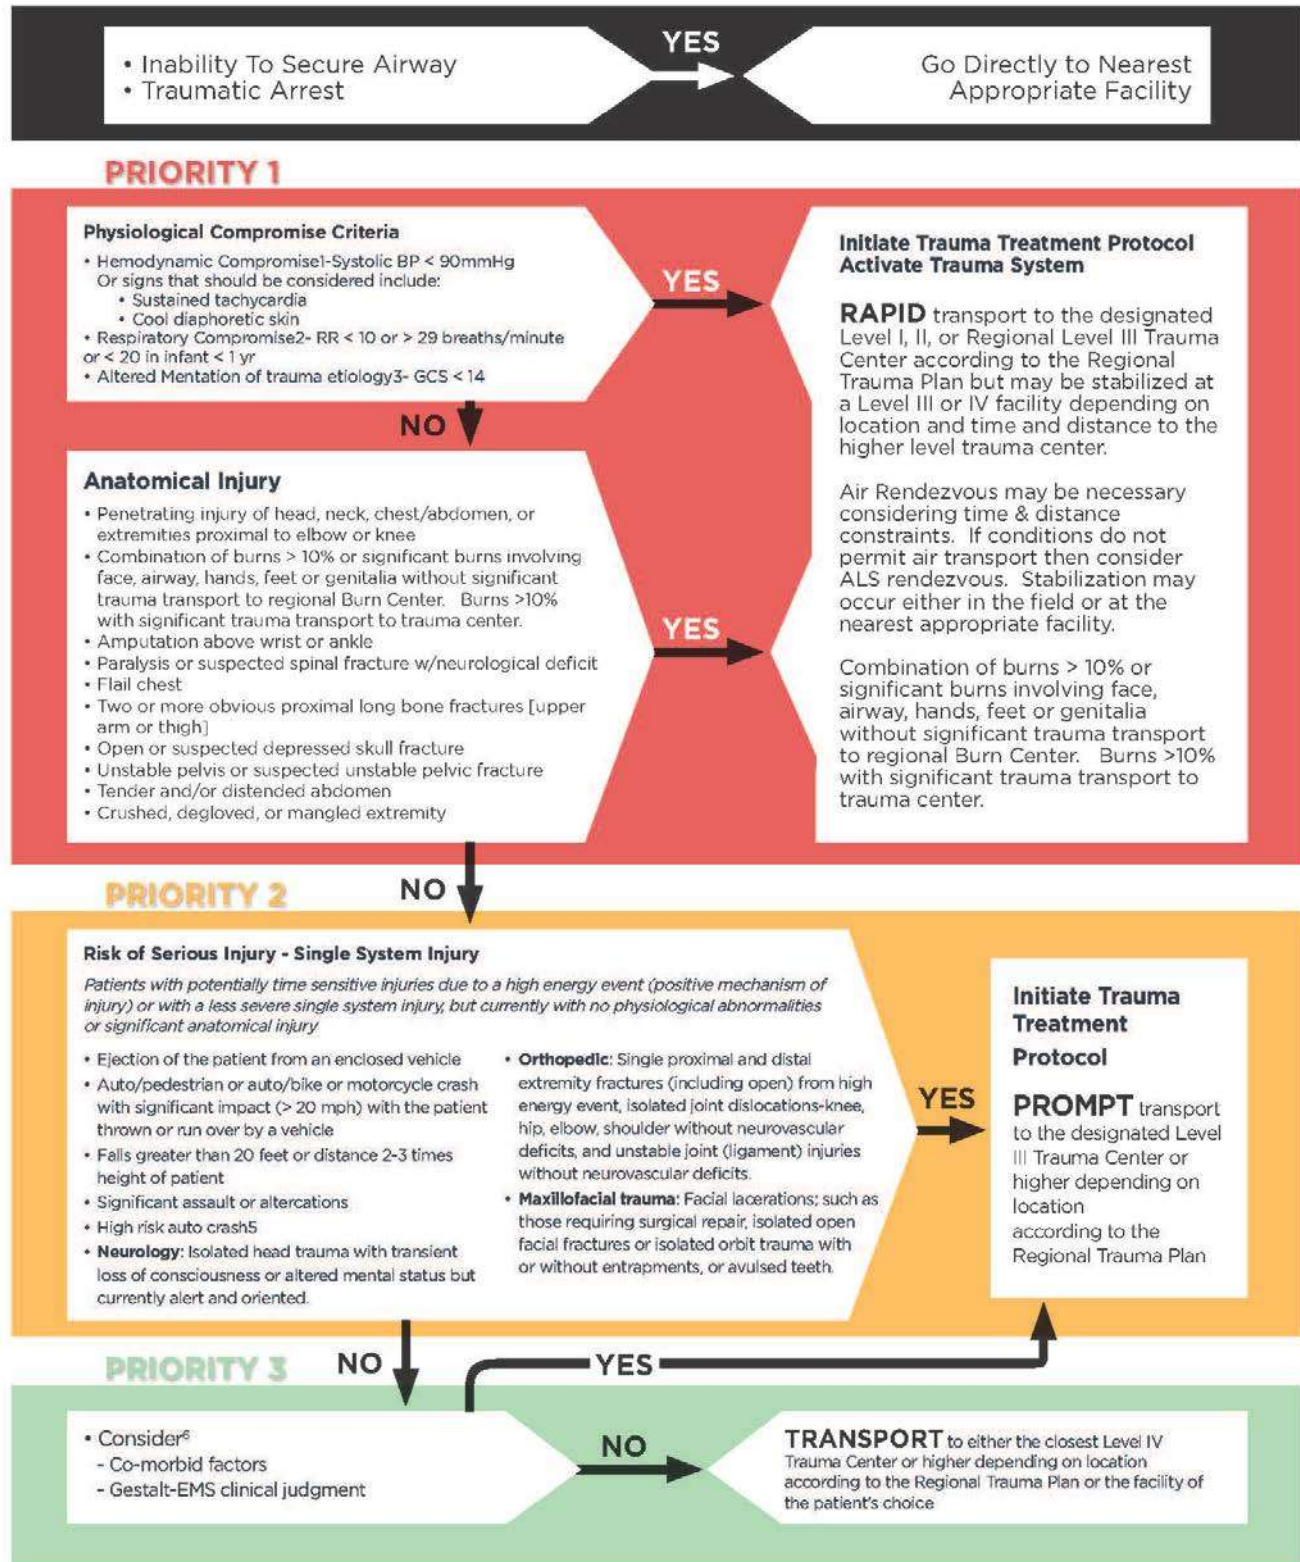 • Inability To Secure Airway
• Traumatic Arrest
YES
Go Directly to Nearest
Appropriate Facility
PRIORITY 1
Physiological Compromise Criteria
• Hemodynamic Compromise1-Systolic BP < 90mmHg
Or signs that should be considered include:
• Sustained tachycardia
• Cool diaphoretic skin
• Respiratory Compromise2- RR < 10 or > 29 breaths/minute
or < 20 in infant < 1 yr
• Altered Mentation of trauma etiology3- GCS < 14
YES
NO
Anatomical Injury
• Penetrating injury of head, neck, chest/abdomen, or
extremities proximal to elbow or knee
• Combination of burns > 10% or significant burns involving
face, airway, hands, feet or genitalia without significant
trauma transport to regional Burn Center. Burns >10%
with significant trauma transport to trauma center.
• Amputation above wrist or ankle
• Paralysis or suspected spinal fracture w/neurological deficit
• Flail chest
• Two or more obvious proximal long bone fractures [upper
arm or thigh]
• Open or suspected depressed skull fracture
• Unstable pelvis or suspected unstable pelvic fracture
• Tender and/or distended abdomen
• Crushed, degloved, or mangled extremity
YES
Initiate Trauma Treatment Protocol
Activate Trauma System
RAPID transport to the designated
Level I, II, or Regional Level III Trauma
Center according to the Regional
Trauma Plan but may be stabilized at
a Level III or IV facility depending on
location and time and distance to the
higher level trauma center.
Air Rendezvous may be necessary
considering time & distance
constraints. If conditions do not
permit air transport then consider
ALS rendezvous. Stabilization may
occur either in the field or at the
nearest appropriate facility.
Combination of burns > 10% or
significant burns involving face,
airway, hands, feet or genitalia
without significant trauma transport
to regional Burn Center. Burns >10%
with significant trauma transport to
trauma center.
NO
PRIORITY 2
Risk of Serious Injury - Single System Injury
Patients with potentially time sensitive injuries due to a high energy event (positive mechanism of
injury) or with a less severe single system injury, but currently with no physiological abnormalities
or significant anatomical injury
• Ejection of the patient from an enclosed vehicle
• Auto/pedestrian or auto/bike or motorcycle crash
with significant impact (> 20 mph) with the patient
thrown or run over by a vehicle
• Falls greater than 20 feet or distance 2-3 times
height of patient
• Significant assault or altercations
• High risk auto crash5
• Neurology: Isolated head trauma with transient
loss of consciousness or altered mental status but
currently alert and oriented.
• Orthopedic: Single proximal and distal
extremity fractures (including open) from high
energy event, isolated joint dislocations-knee,
hip, elbow, shoulder without neurovascular
deficits, and unstable joint (ligament) injuries
without neurovascular deficits.
• Maxillofacial trauma: Facial lacerations; such as
those requiring surgical repair, isolated open
facial fractures or isolated orbit trauma with
or without entrapments, or avulsed teeth.
YES
Initiate Trauma
Treatment
Protocol
PROMPT transport
to the designated Level
III Trauma Center or
higher depending on
location
according to the
Regional Trauma Plan
NO
YES
PRIORITY 3
• Consider⁶
- Co-morbid factors
- Gestalt-EMS clinical judgment
NO
TRANSPORT to either the closest Level IV
Trauma Center or higher depending on location
according to the Regional Trauma Plan or the facility of
the patient's choice